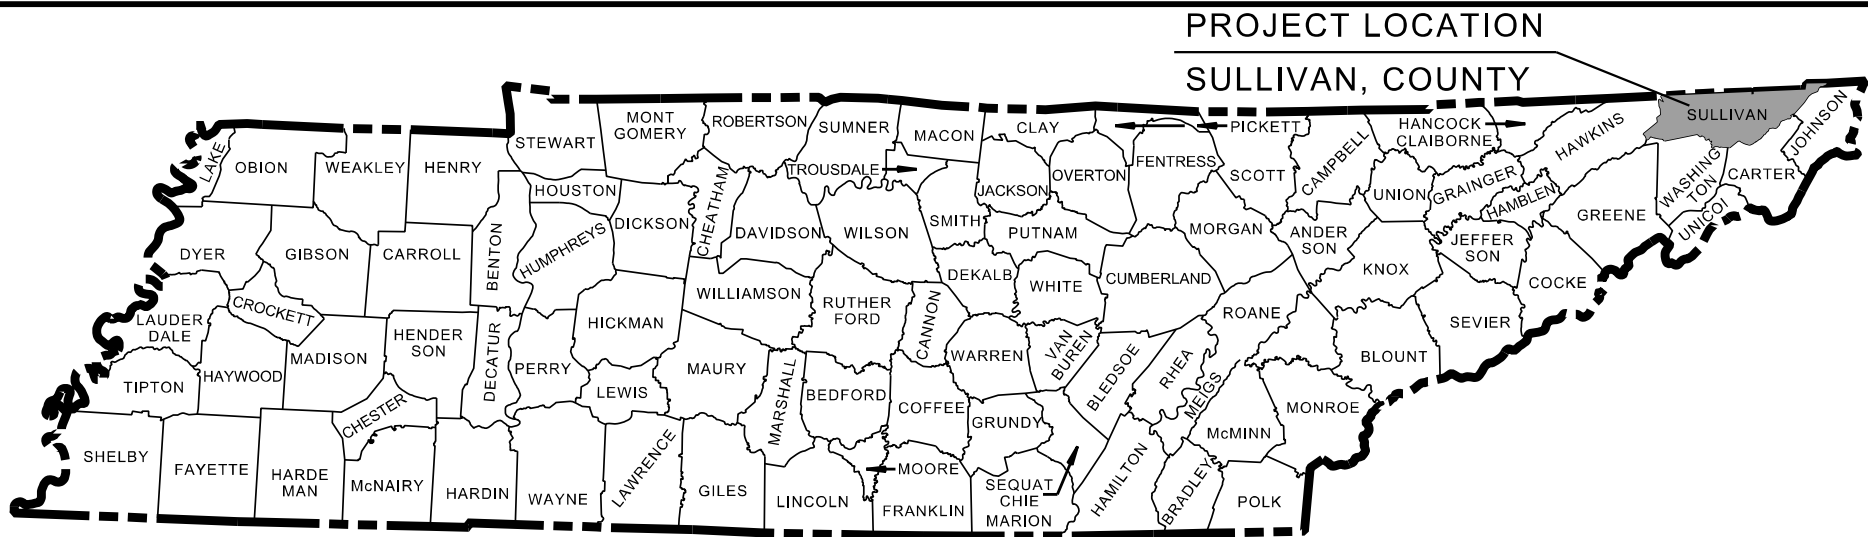 PROJECT LOCATION
SULLIVAN, COUNTY
SULLIVAN
JOHNSON
MONT
GOMERY
ROBERTSON
SUMNER
MACON
CLAY
PICKETT
HANCOCK
CLAIBORNE
HAWKINS
STEWART
LAKE
OBION
WEAKLEY
HENRY
HOUSTON
TROUSDALE
JACKSON
OVERTON
FENTRESS
SCOTT
CAMPBELL
UNION
GRAINGER
HAMBLEN
GREENE
WASHING
TON
CARTER
UNICOI
DYER
GIBSON
CARROLL
BENTON
HUMPHREYS
DICKSON
CHEATHAM
DAVIDSON
WILSON
SMITH
PUTNAM
MORGAN
ANDER
SON
KNOX
JEFFER
SON
COCKE
CROCKETT
WILLIAMSON
RUTHER
FORD
CANNON
DEKALB
WHITE
CUMBERLAND
ROANE
SEVIER
LAUDER
DALE
HAYWOOD
MADISON
HENDER
SON
DECATUR
PERRY
HICKMAN
LEWIS
MAURY
MARSHALL
BEDFORD
WARREN
VAN
BUREN
BLEDSOE
RHEA
MEIGS
BLOUNT
TIPTON
CHESTER
COFFEE
GRUNDY
McMINN
MONROE
SHELBY
FAYETTE
HARDE
MAN
McNAIRY
HARDIN
WAYNE
LAWRENCE
GILES
LINCOLN
MOORE
FRANKLIN
SEQUAT
CHIE
MARION
HAMILTON
BRADLEY
POLK